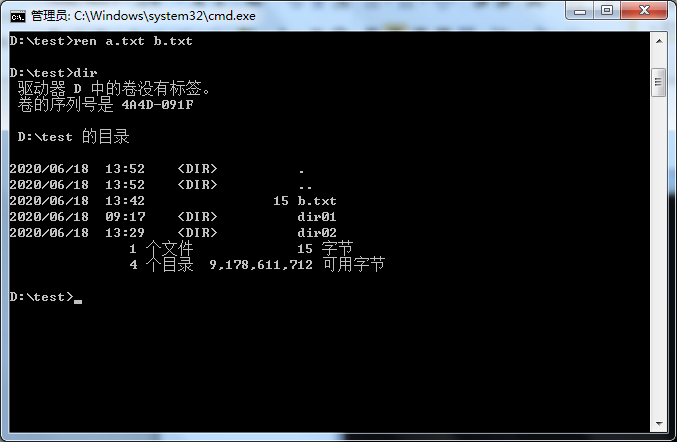 管理员: C:\Windows\system32\cmd.exe
D:\test>ren a.txt b.txt
D:\test>dir
 驱动器 D 中的卷没有标签。
 卷的序列号是 4A4D-091F
 D:\test 的目录
2020/06/18  13:52    <DIR>          .
2020/06/18  13:52    <DIR>          ..
2020/06/18  13:42                15 b.txt
2020/06/18  09:17    <DIR>          dir01
2020/06/18  13:29    <DIR>          dir02
               1 个文件             15 字节
               4 个目录  9,178,611,712 可用字节
D:\test>